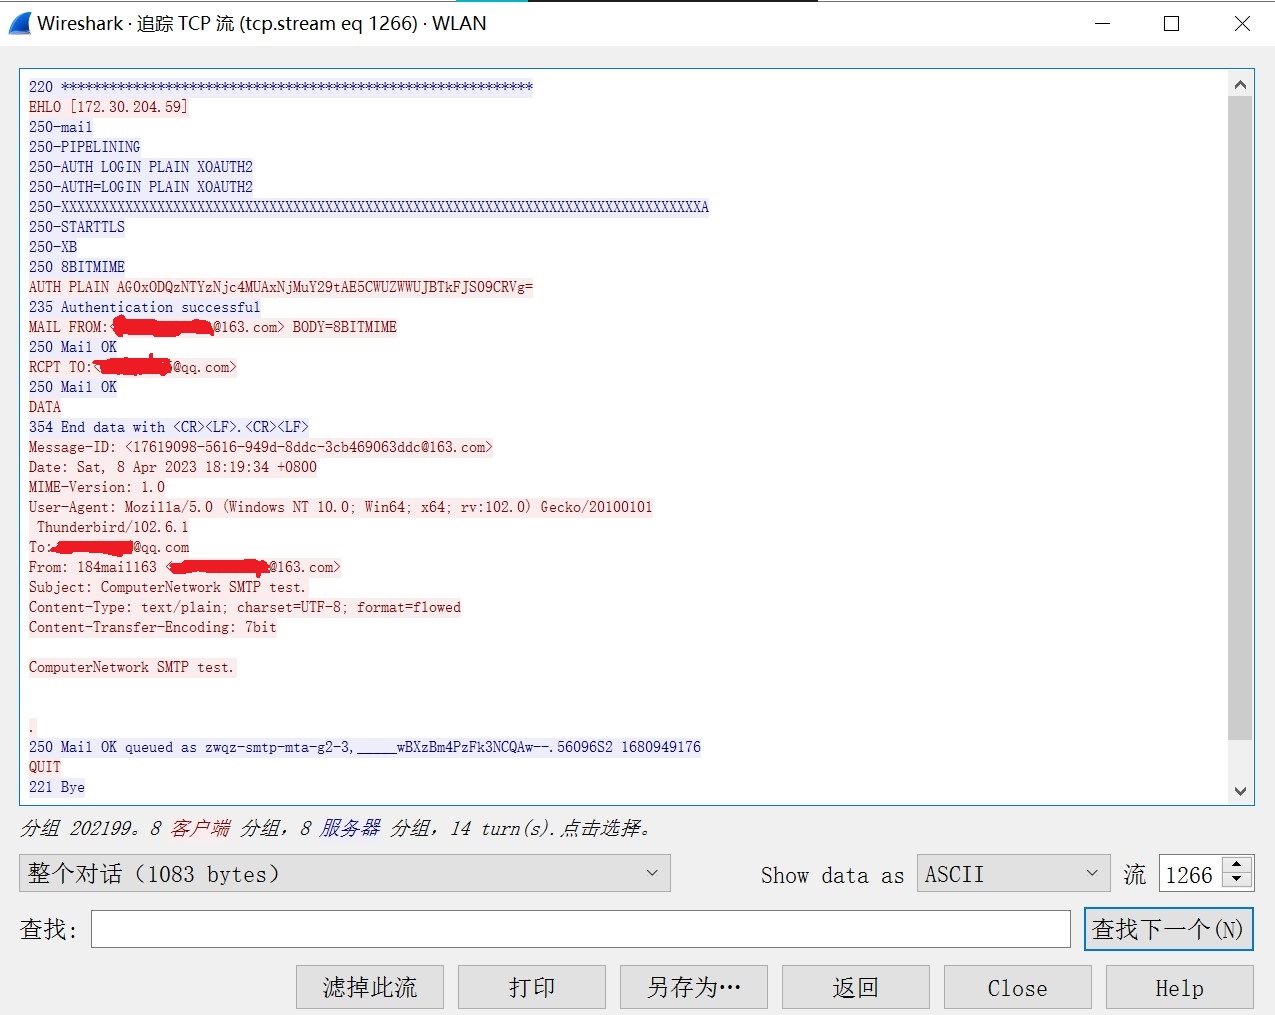 Wireshark · 追踪 TCP 流 (tcp.stream eq 1266) · WLAN
220 ***********************************************************
EHLO [172.30.204.59]
250-mail
250-PIPELINING
250-AUTH LOGIN PLAIN XOAUTH2
250-AUTH=LOGIN PLAIN XOAUTH2
250-XXXXXXXXXXXXXXXXXXXXXXXXXXXXXXXXXXXXXXXXXXXXXXXXXXXXXXXXXXXXXXXXXXXXXXXXXXXXXXXXA
250-STARTTLS
250-XB
250 8BITMIME
AUTH PLAIN AG0xODQzNTYzNjc4MUAxNjMuY29tAE5CWUZWWUJBTkFJS09CRVg=
235 Authentication successful
MAIL FROM:< @163.com> BODY=8BITMIME
250 Mail OK
RCPT TO:< @qq.com>
250 Mail OK
DATA
354 End data with <CR><LF>.<CR><LF>
Message-ID: <17619098-5616-949d-8ddc-3cb469063ddc@163.com>
Date: Sat, 8 Apr 2023 18:19:34 +0800
MIME-Version: 1.0
User-Agent: Mozilla/5.0 (Windows NT 10.0; Win64; x64; rv:102.0) Gecko/20100101
Thunderbird/102.6.1
To: @qq.com
From: 184mail163 < @163.com>
Subject: ComputerNetwork SMTP test.
Content-Type: text/plain; charset=UTF-8; format=flowed
Content-Transfer-Encoding: 7bit
ComputerNetwork SMTP test.
.
250 Mail OK queued as zwqz-smtp-mta-g2-3,_____wBXzBm4PzFk3NCQAw--.56096S2 1680949176
QUIT
221 Bye
分组 202199。8 客户端 分组，8 服务器 分组，14 turn(s).点击选择。
整个对话（1083 bytes）
Show data as ASCII 流 1266
查找:
查找下一个(N)
滤掉此流 打印 另存为… 返回 Close Help